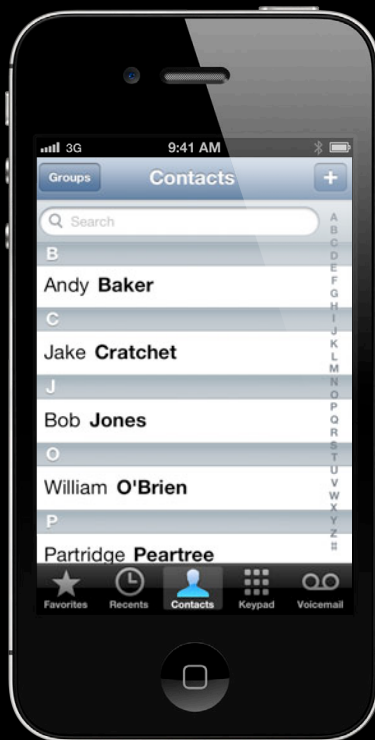 3G 9:41 AM
Groups Contacts +
Search
B
Andy Baker
C
Jake Cratchet
J
Bob Jones
O
William O'Brien
P
Partridge Peartree
A
B
C
D
E
F
G
H
I
J
K
L
M
N
O
P
Q
R
S
T
U
V
W
X
Y
Z
#
Favorites Recents Contacts Keypad Voicemail